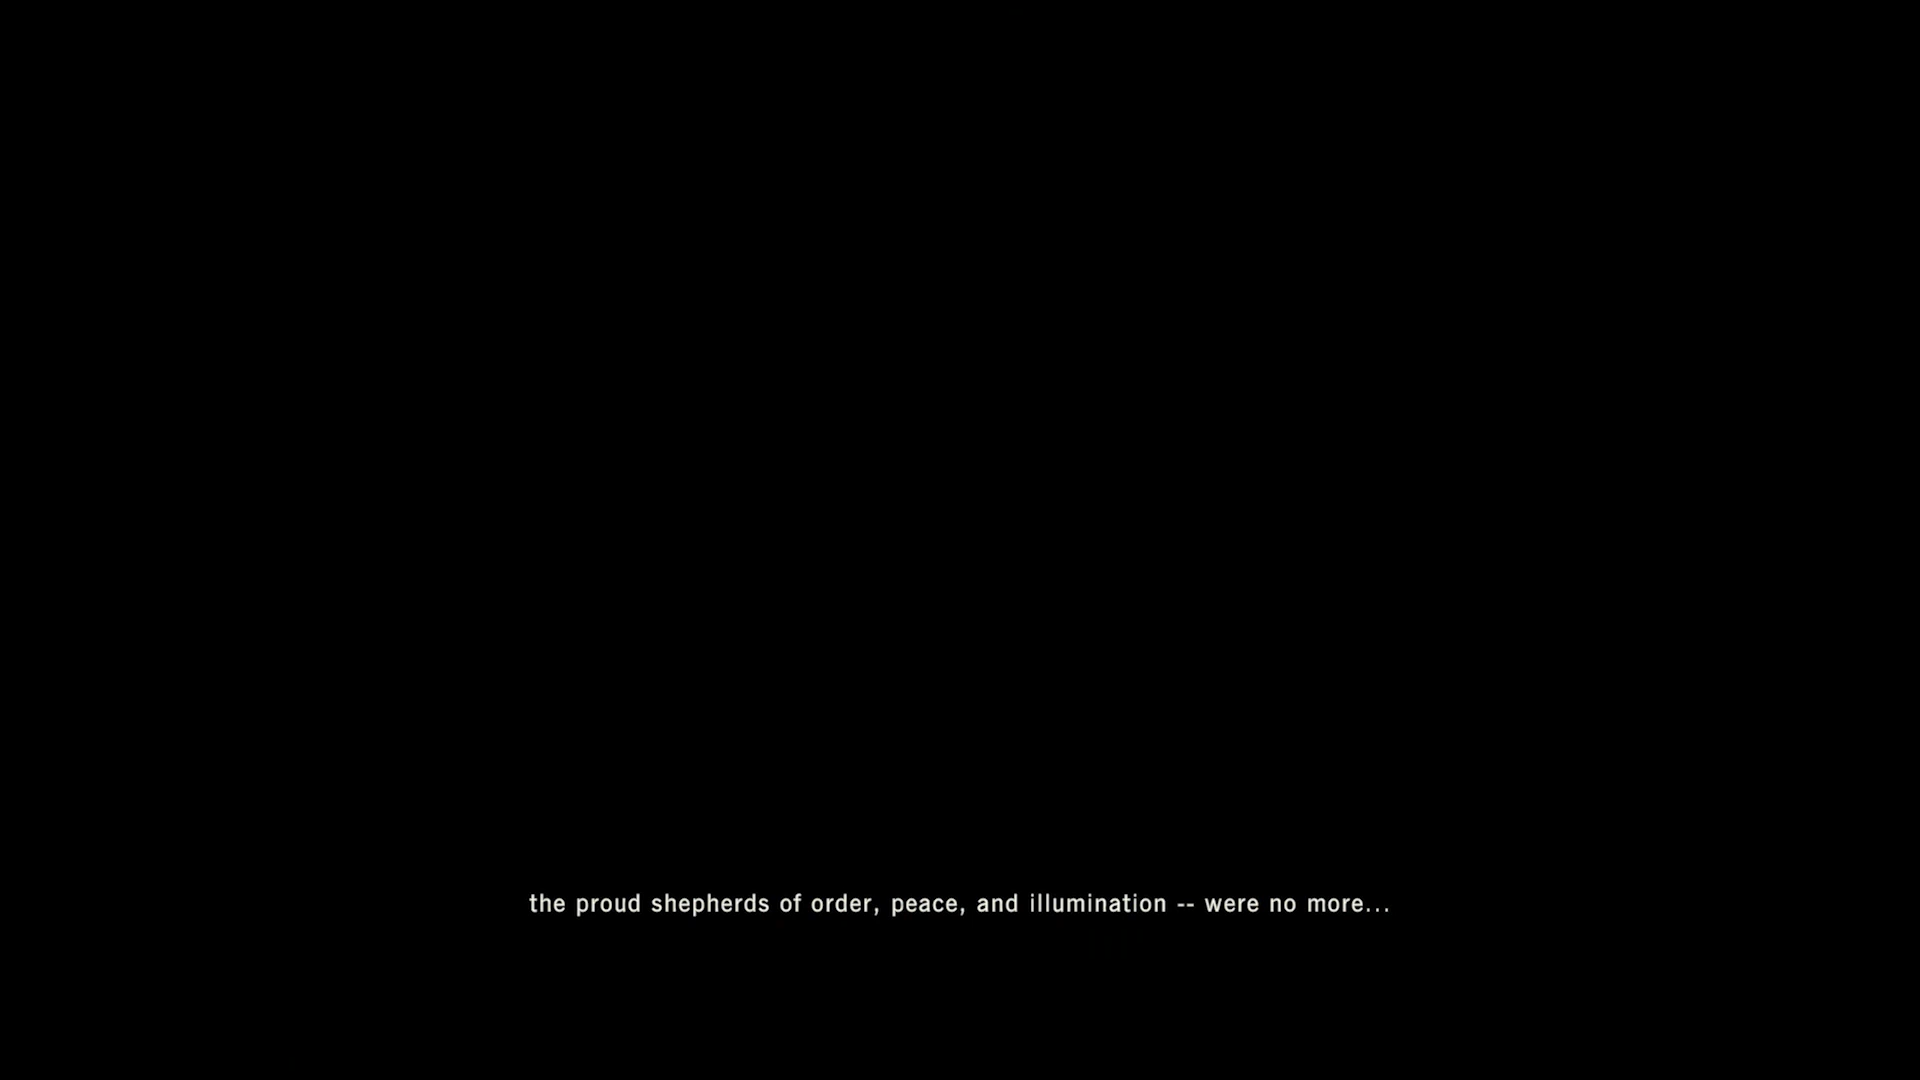 the proud shepherds of order, peace, and illumination -- were no more...